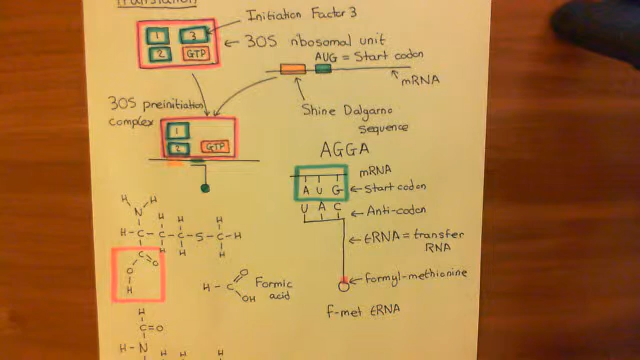 Translation
Initiation Factor 3
1 3
2 GTP
30S ribosomal unit
AUG = Start codon
mRNA
30S preinitiation
complex
1
2 GTP
Shine Dalgarno
sequence
AGGA
mRNA
A U G
Start codon
U A C
Anti-codon
tRNA = transfer
RNA
formyl-methionine
f-met tRNA
H H
N H H H H
H-C-C-C-S-C-H
C H H H
O O
H
H-C
O
OH
Formic
acid
H
C=O
H-N H H